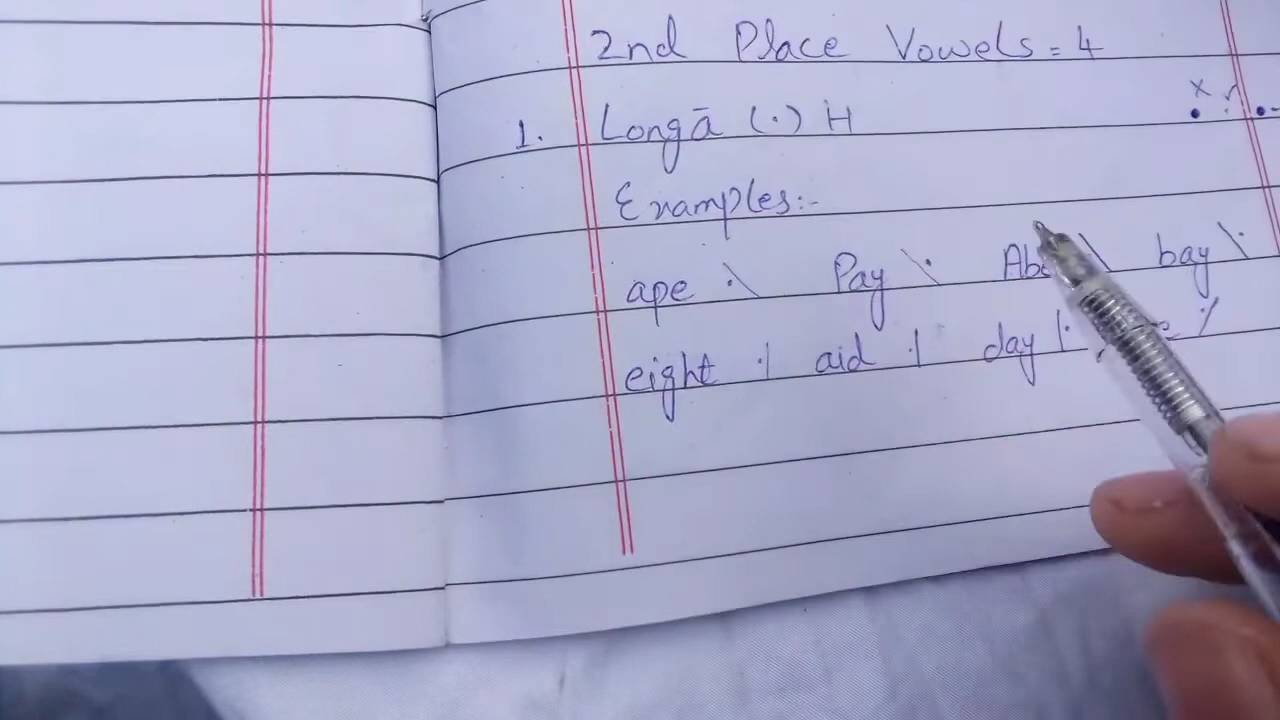 2nd Place Vowels = 4
1. Long ā (·) H
Examples:-
ape Pay bay
eight aid day